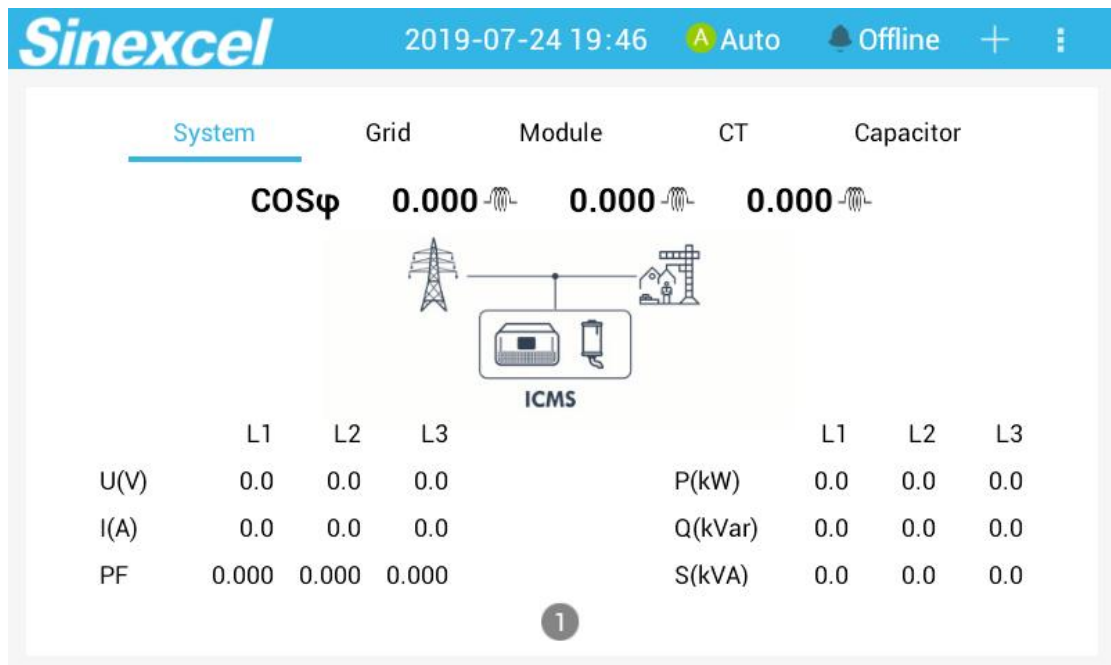 Sinexcel 2019-07-24 19:46 A Auto Offline
System Grid Module CT Capacitor
COSφ 0.000 0.000 0.000
ICMS
L1 L2 L3 L1 L2 L3
U(V) 0.0 0.0 0.0 P(kW) 0.0 0.0 0.0
I(A) 0.0 0.0 0.0 Q(kVar) 0.0 0.0 0.0
PF 0.000 0.000 0.000 S(kVA) 0.0 0.0 0.0
1